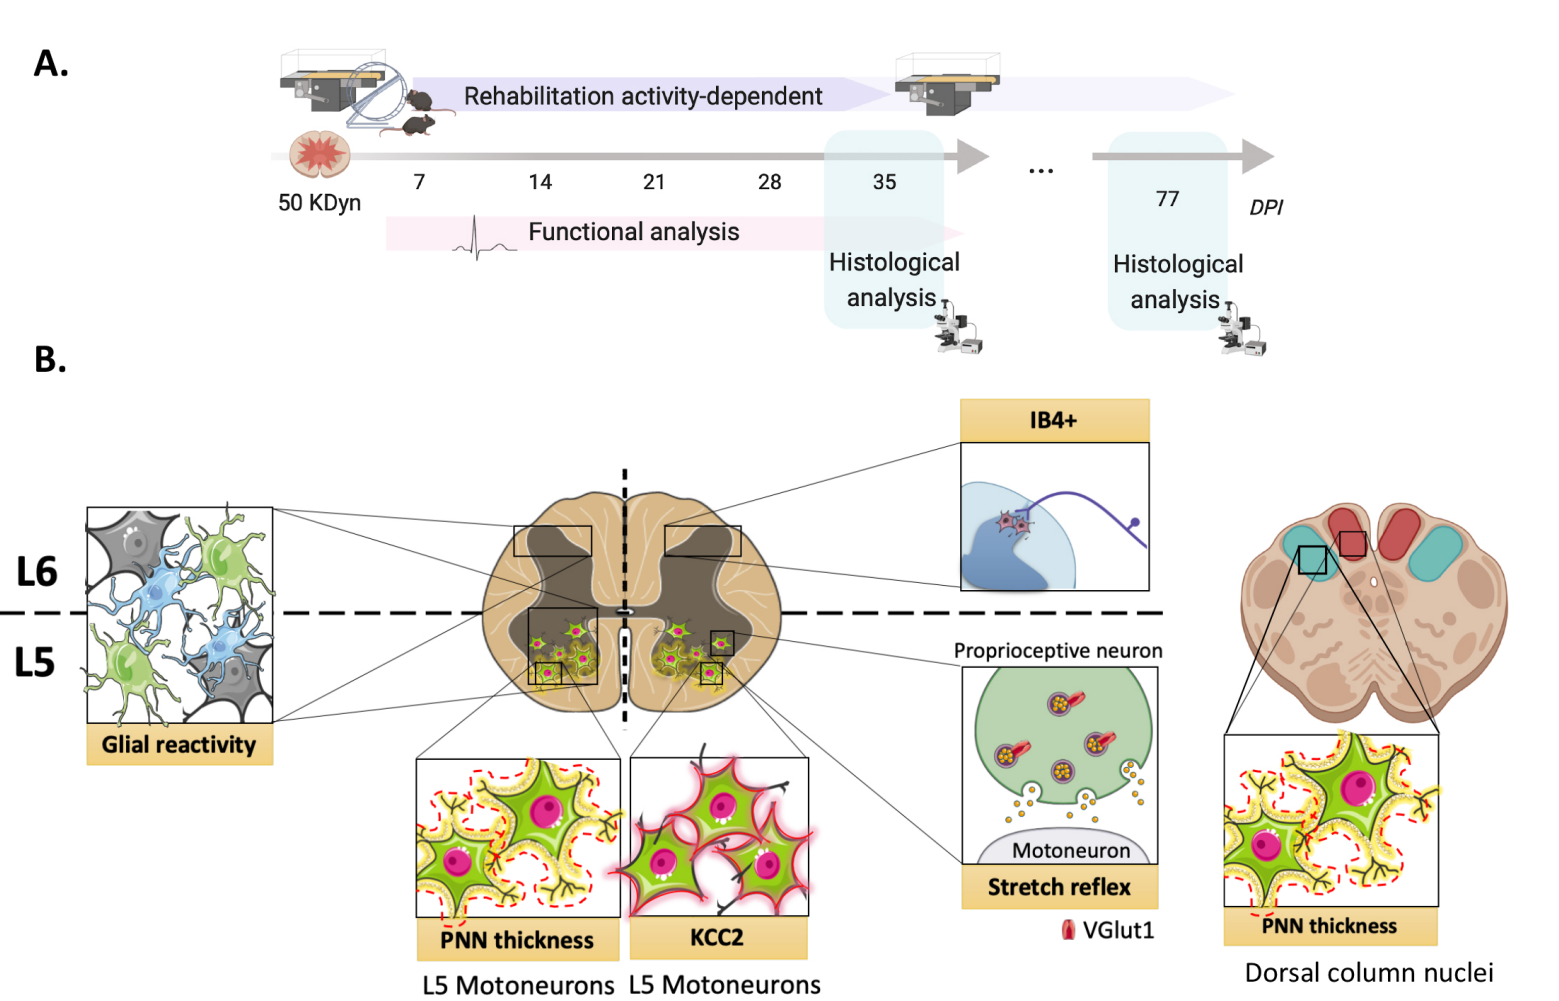 A.
Rehabilitation activity-dependent
50 KDyn
7
14
21
28
35
...
77
DPI
Functional analysis
Histological
analysis
Histological
analysis
B.
IB4+
L6
L5
Glial reactivity
Proprioceptive neuron
Motoneuron
Stretch reflex
VGlut1
PNN thickness
L5 Motoneurons
KCC2
L5 Motoneurons
PNN thickness
Dorsal column nuclei